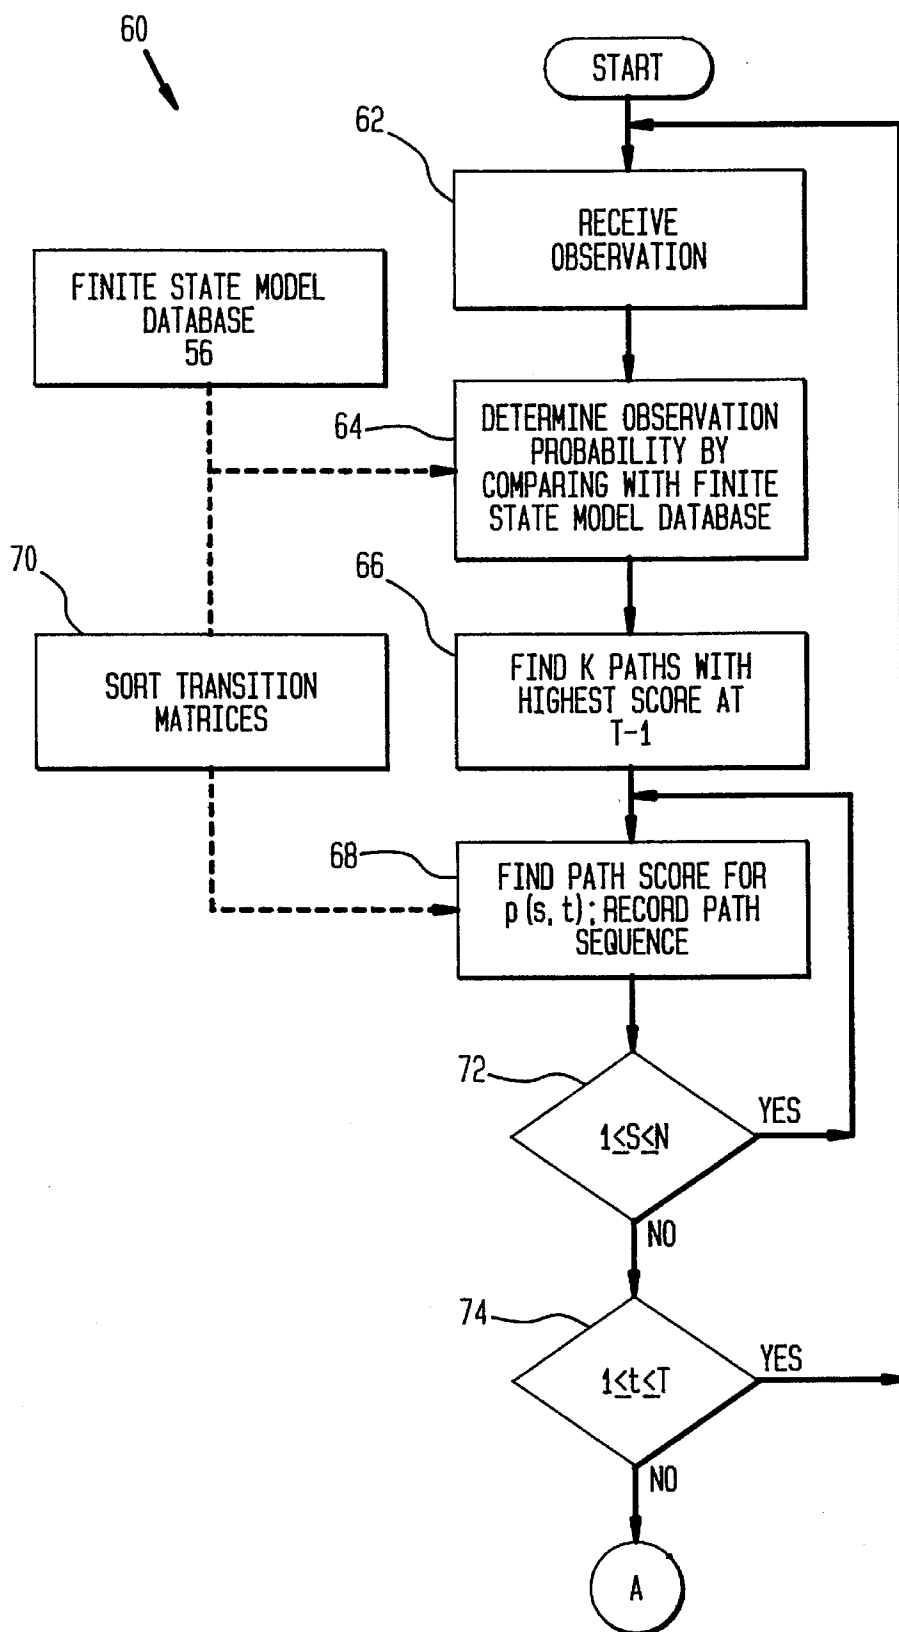 60
START
62
RECEIVE
OBSERVATION
FINITE STATE MODEL
DATABASE
56
64
DETERMINE OBSERVATION
PROBABILITY BY
COMPARING WITH FINITE
STATE MODEL DATABASE
70
66
SORT TRANSITION
MATRICES
FIND K PATHS WITH
HIGHEST SCORE AT
T-1
68
FIND PATH SCORE FOR
p(s,t); RECORD PATH
SEQUENCE
72
1≤S≤N
YES
NO
74
1≤t≤T
YES
NO
A